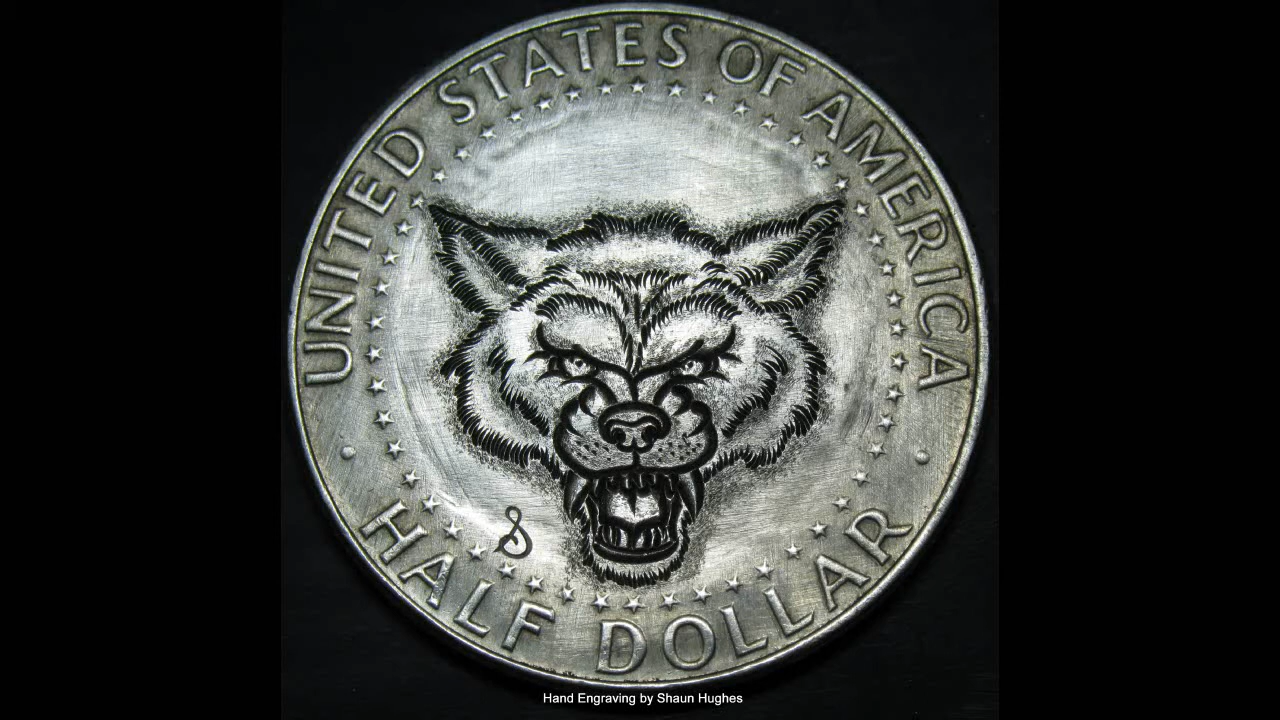 UNITED STATES OF AMERICA
HALF DOLLAR
S
Hand Engraving by Shaun Hughes